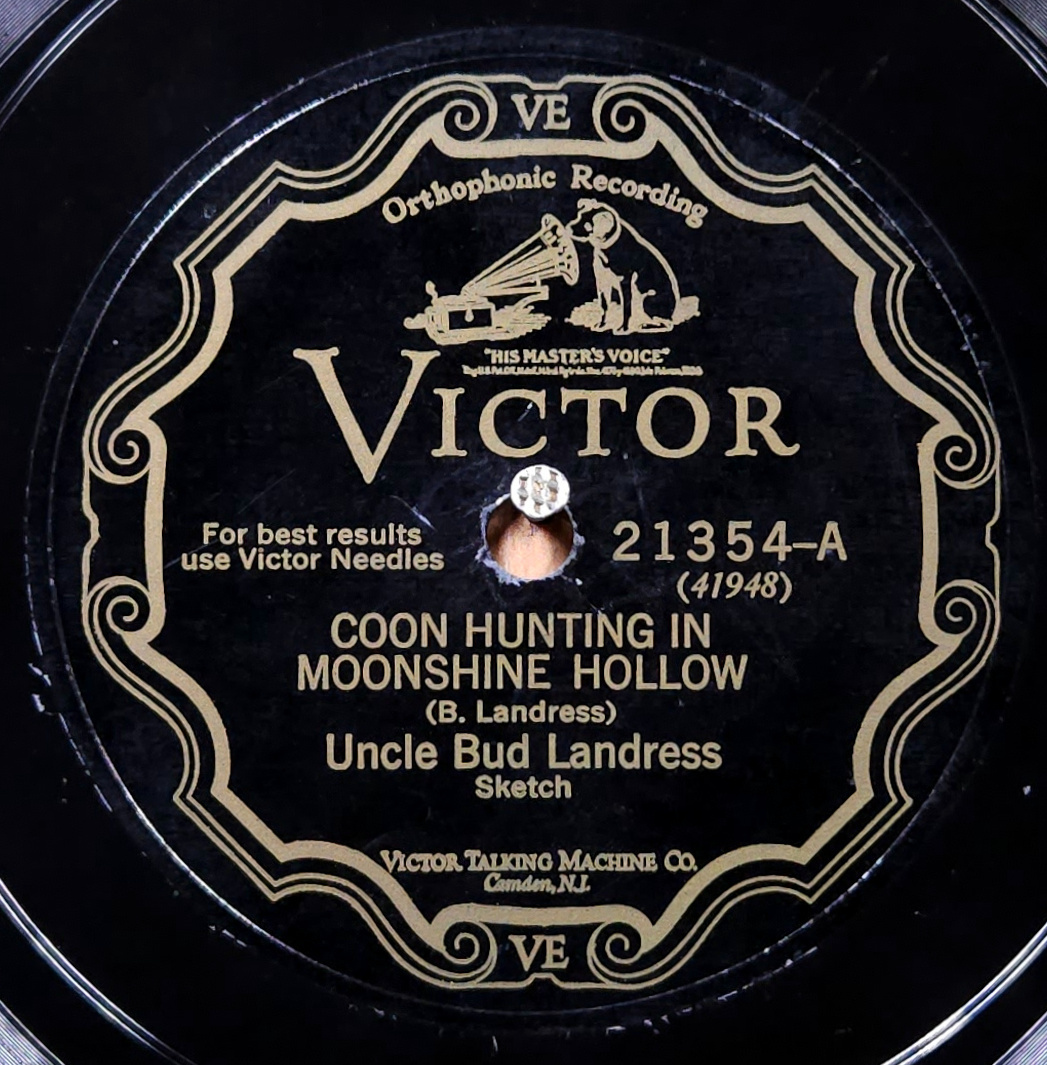 VE
Orthophonic Recording
"HIS MASTER'S VOICE"
VICTOR
For best results
use Victor Needles
21354-A
(41948)
COON HUNTING IN
MOONSHINE HOLLOW
(B. Landress)
Uncle Bud Landress
Sketch
VICTOR TALKING MACHINE CO.
Camden, N.J.
VE